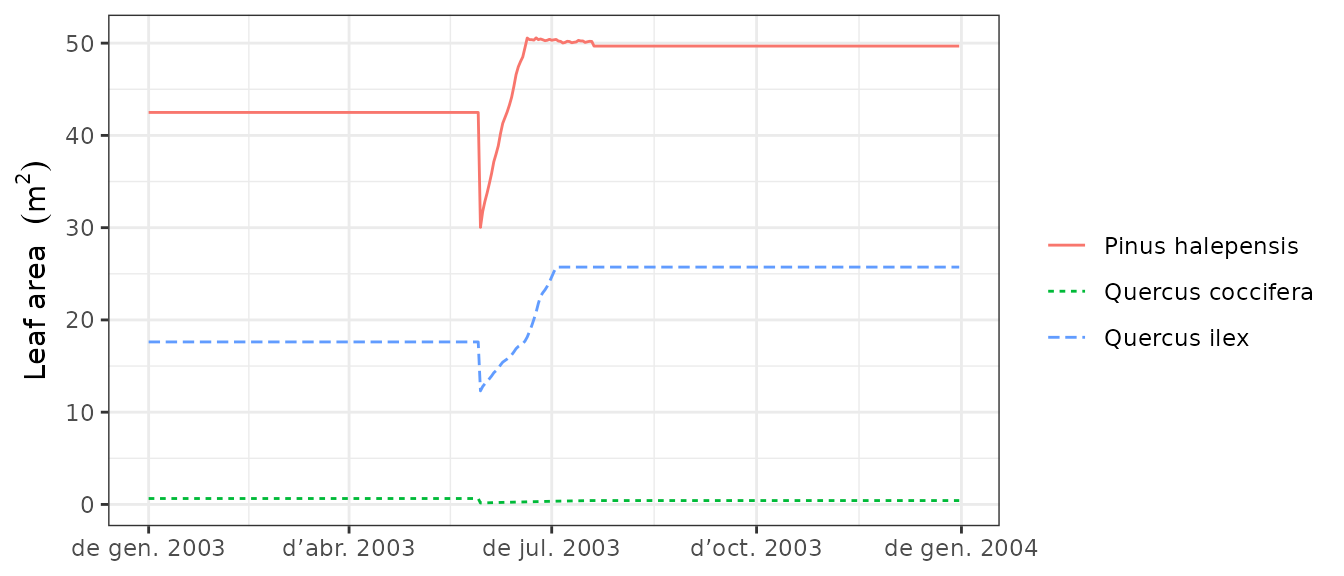 Leaf area (m²)
50
40
30
20
10
0
de gen. 2003 d’abr. 2003 de jul. 2003 d’oct. 2003 de gen. 2004
Pinus halepensis
Quercus coccifera
Quercus ilex